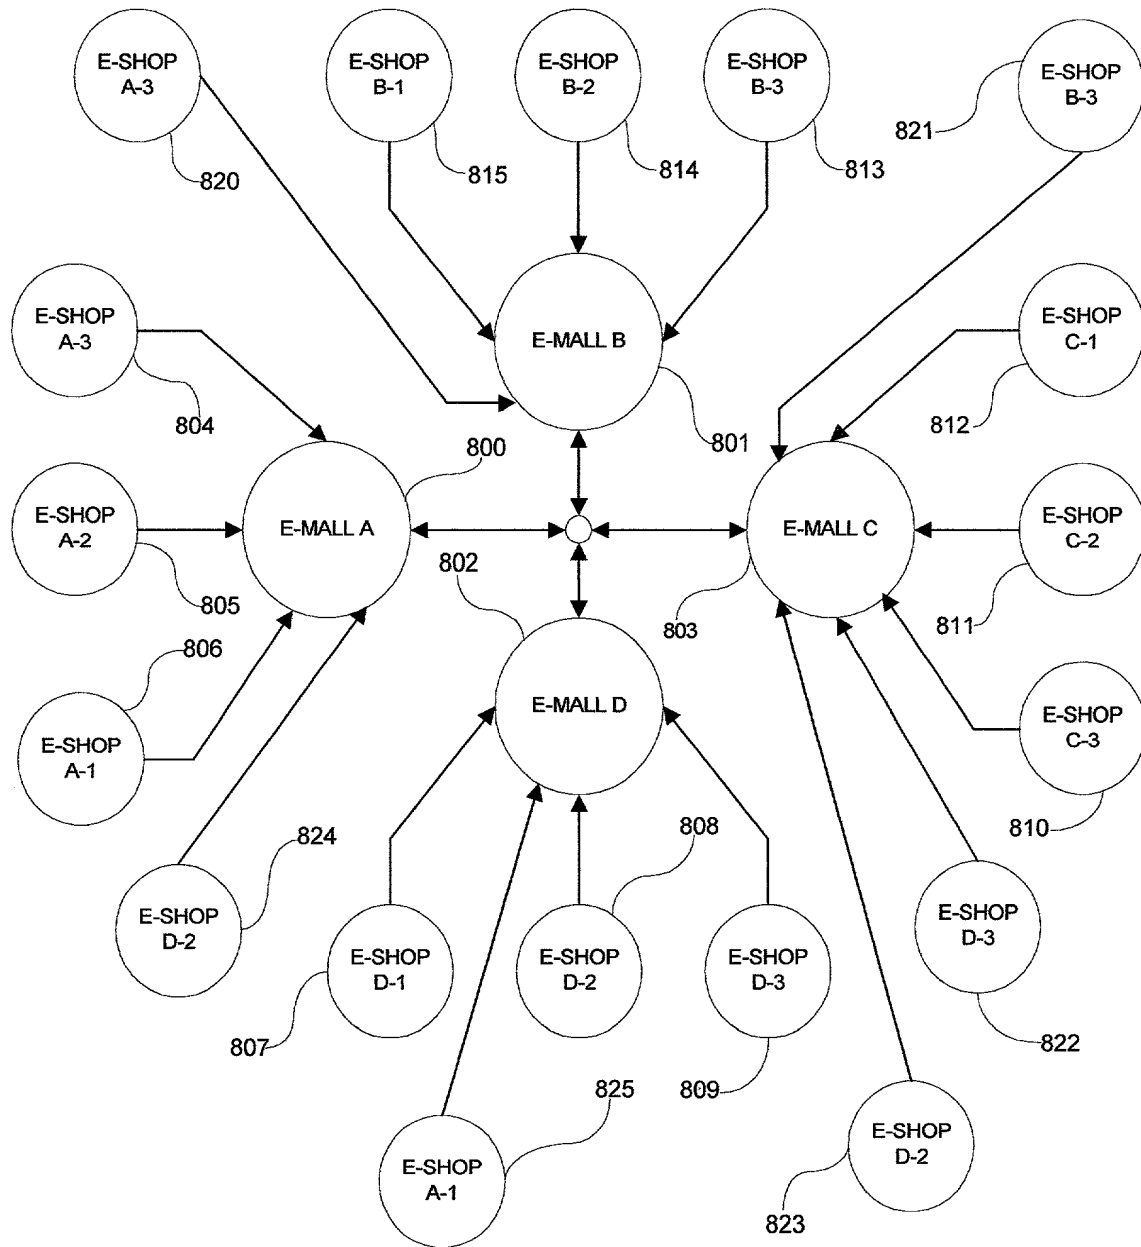 E-SHOP
A-3
E-SHOP
B-1
E-SHOP
B-2
E-SHOP
B-3
E-SHOP
B-3
820
815
814
813
821
E-SHOP
A-3
804
E-MALL B
801
E-SHOP
C-1
812
800
E-SHOP
A-2
805
E-MALL A
E-MALL C
803
E-SHOP
C-2
811
802
806
E-SHOP
A-1
E-MALL D
E-SHOP
C-3
810
824
808
E-SHOP
D-2
E-SHOP
D-1
807
E-SHOP
D-2
E-SHOP
D-3
809
E-SHOP
D-3
822
825
E-SHOP
A-1
E-SHOP
D-2
823